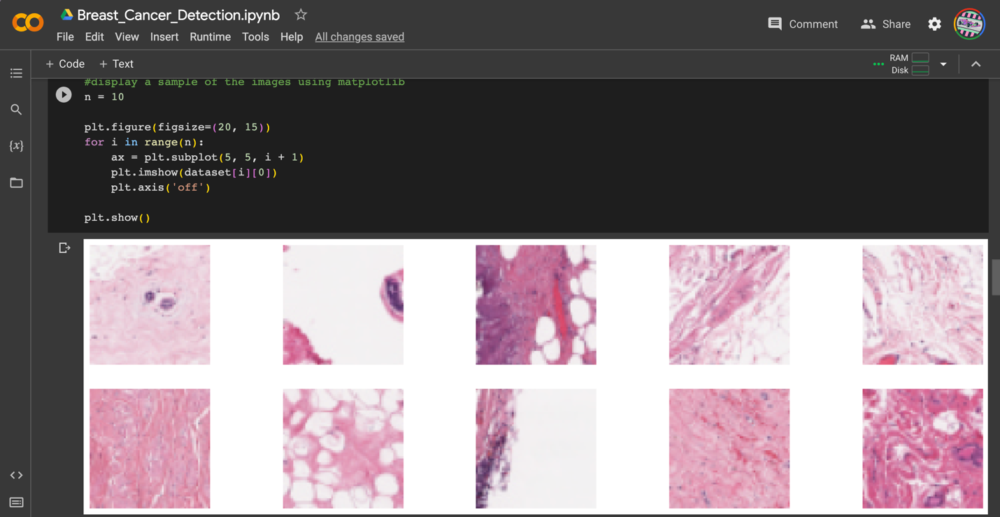 Breast_Cancer_Detection.ipynb
File Edit View Insert Runtime Tools Help All changes saved
Comment Share
+ Code + Text
RAM
Disk
#display a sample of the images using matplotlib
n = 10
plt.figure(figsize=(20, 15))
for i in range(n):
    ax = plt.subplot(5, 5, i + 1)
    plt.imshow(dataset[i][0])
    plt.axis('off')
plt.show()
{x}
<>